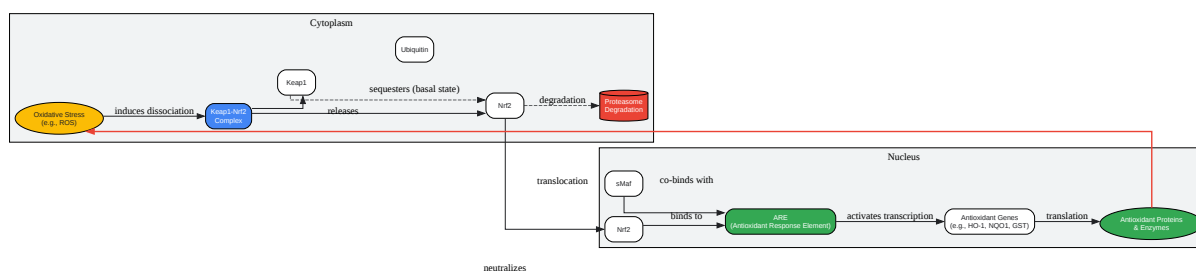 Cytoplasm
Ubiquitin
Keap1
sequesters (basal state)
Oxidative Stress
(e.g., ROS)
induces dissociation
Keap1-Nrf2
Complex
releases
Nrf2
degradation
Proteasome
Degradation
Nucleus
translocation
sMaf
co-binds with
Nrf2
binds to
ARE
(Antioxidant Response Element)
activates transcription
Antioxidant Genes
(e.g., HO-1, NQO1, GST)
translation
Antioxidant Proteins
& Enzymes
neutralizes